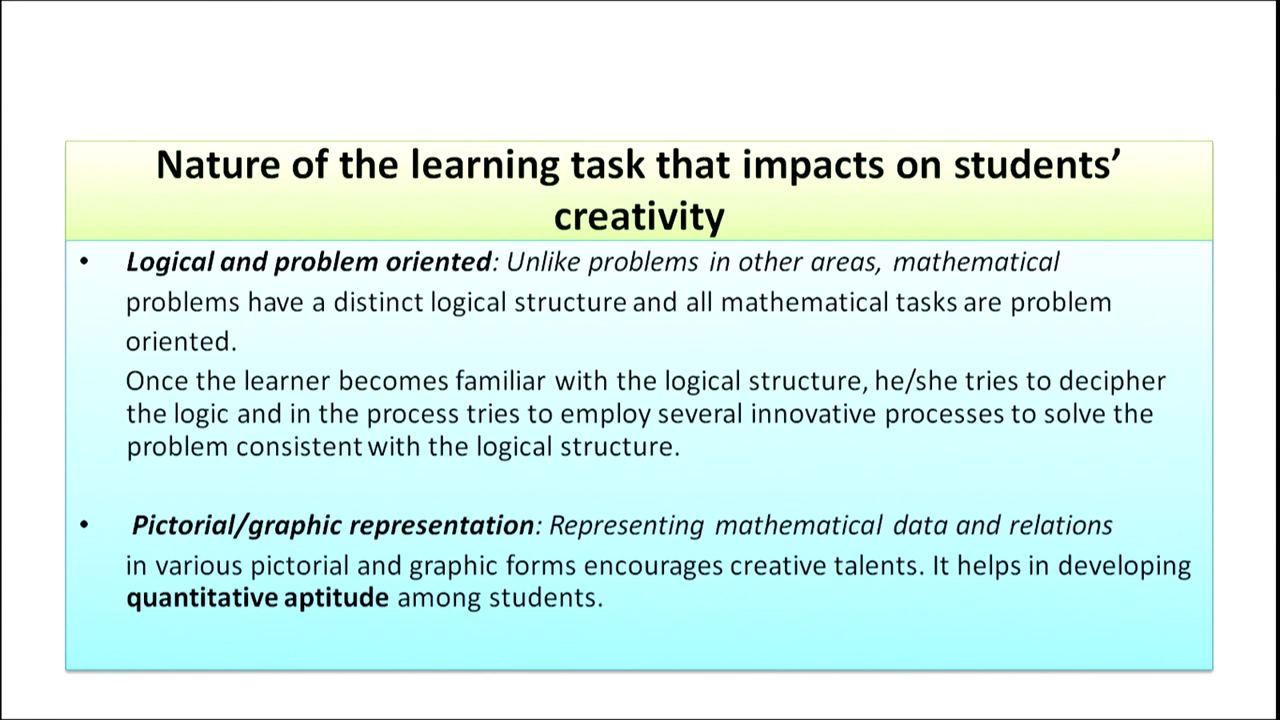 Nature of the learning task that impacts on students’
creativity
• Logical and problem oriented: Unlike problems in other areas, mathematical
problems have a distinct logical structure and all mathematical tasks are problem
oriented.
Once the learner becomes familiar with the logical structure, he/she tries to decipher
the logic and in the process tries to employ several innovative processes to solve the
problem consistent with the logical structure.
• Pictorial/graphic representation: Representing mathematical data and relations
in various pictorial and graphic forms encourages creative talents. It helps in developing
quantitative aptitude among students.